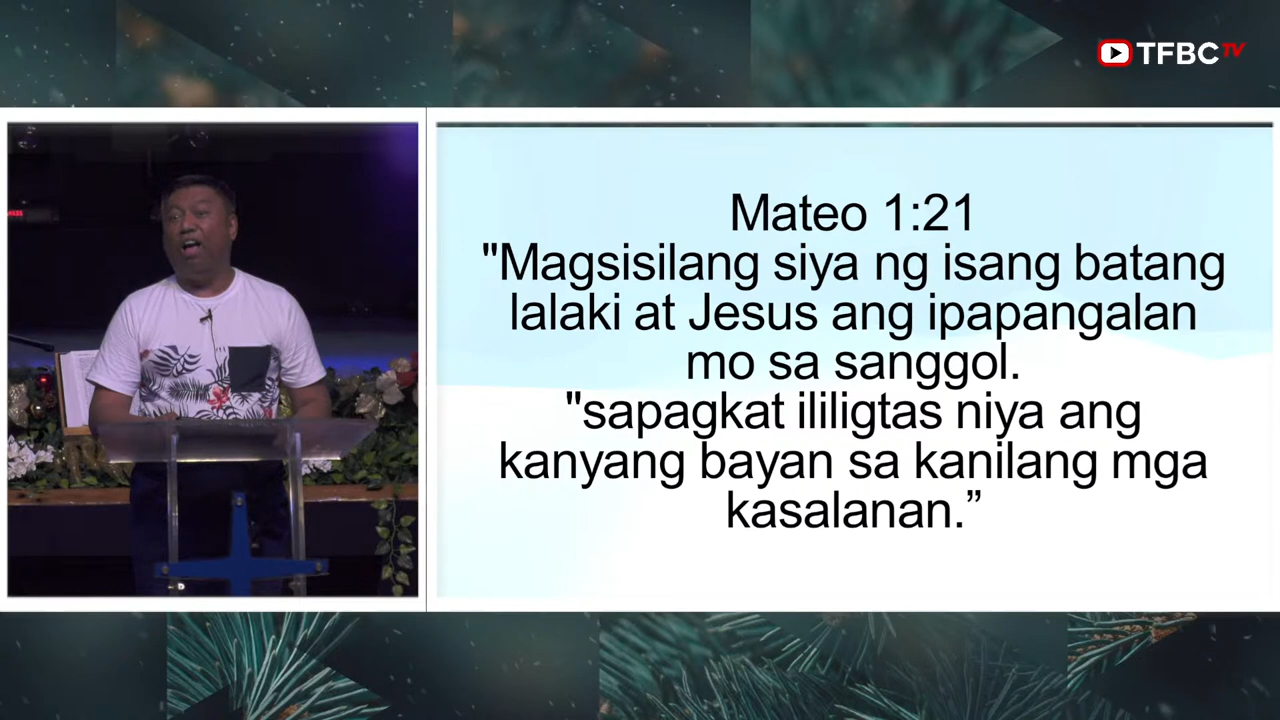 TFBC TV
Mateo 1:21
"Magsisilang siya ng isang batang
lalaki at Jesus ang ipapangalan
mo sa sanggol.
"sapagkat ililigtas niya ang
kanyang bayan sa kanilang mga
kasalanan.”